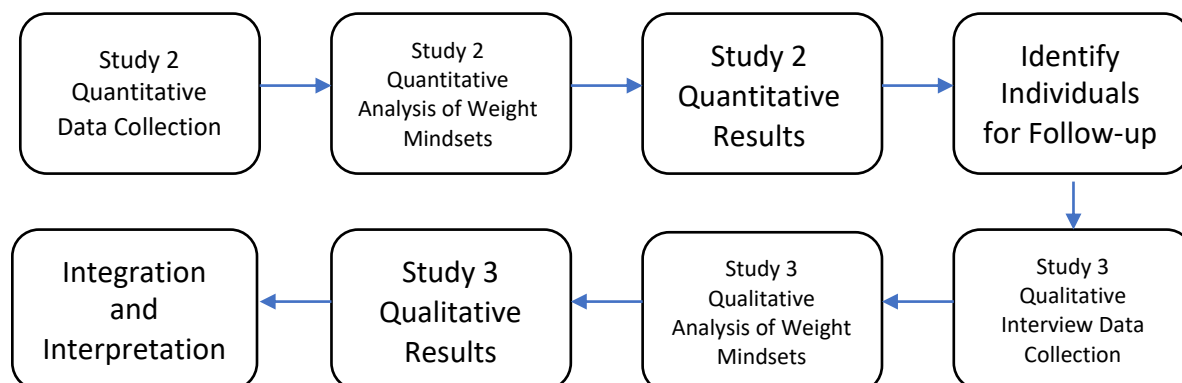 Study 2
Quantitative
Data Collection
Study 2
Quantitative
Analysis of Weight
Mindsets
Study 2
Quantitative
Results
Identify
Individuals
for Follow-up
Study 3
Qualitative
Interview Data
Collection
Study 3
Qualitative
Analysis of Weight
Mindsets
Study 3
Qualitative
Results
Integration
and
Interpretation